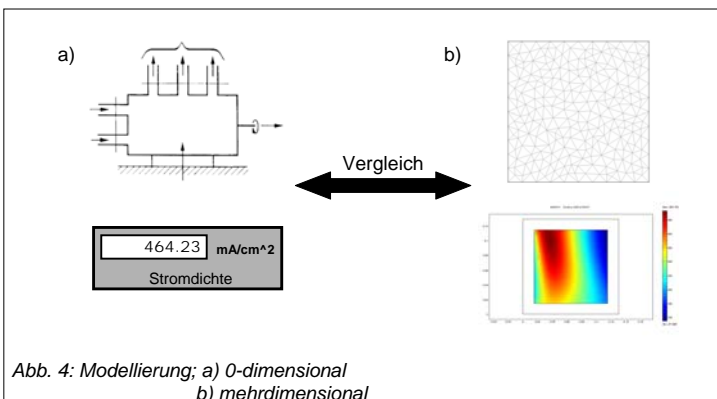 a)
b)
Vergleich
464.23 mA/cm^2
Stromdichte
Abb. 4: Modellierung; a) 0-dimensional
b) mehrdimensional